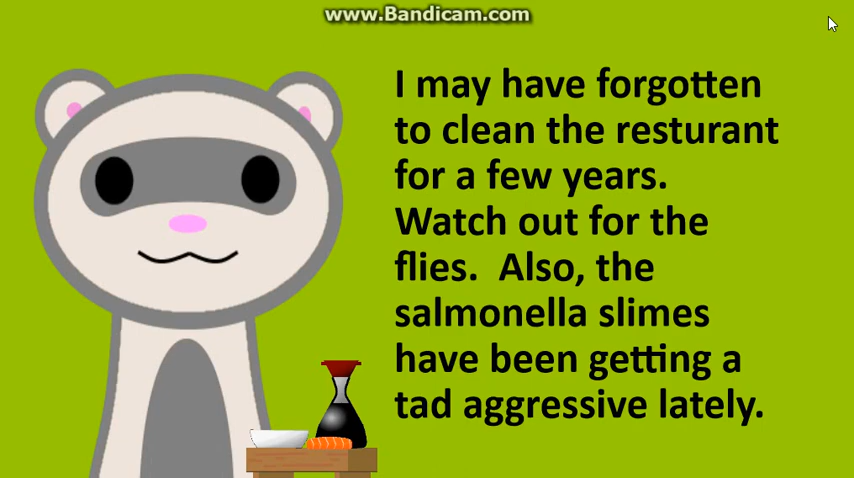 www.Bandicam.com
I may have forgotten
to clean the resturant
for a few years.
Watch out for the
flies.  Also, the
salmonella slimes
have been getting a
tad aggressive lately.